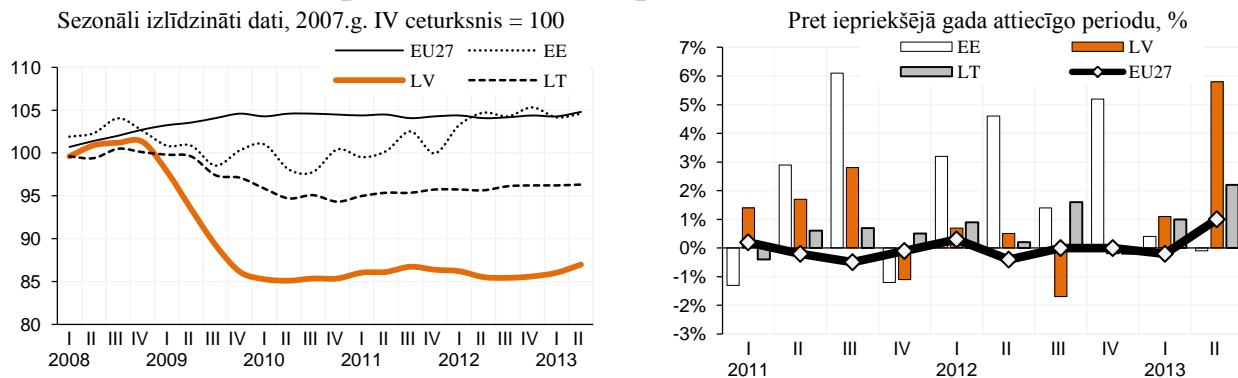 Sezonāli izlīdzināti dati, 2007.g. IV ceturksnis = 100
EU27
EE
LV
LT
110
105
100
95
90
85
80
I II III IV I II III IV I II III IV I II III IV I II III IV I II
2008 2009 2010 2011 2012 2013
Pret iepriekšējā gada attiecīgo periodu, %
EE
LV
LT
EU27
7%
6%
5%
4%
3%
2%
1%
0%
-1%
-2%
-3%
I II III IV I II III IV I II
2011 2012 2013